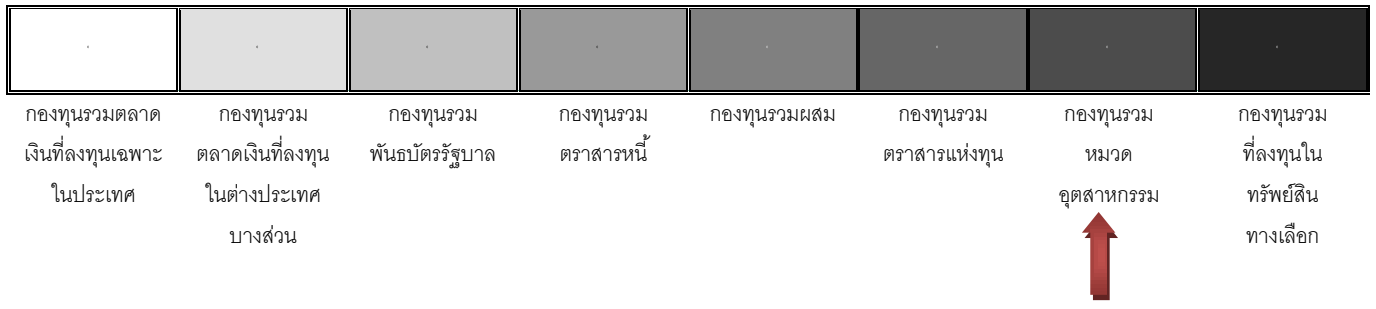 กองทุนรวมตลาด
เงินที่ลงทุนเฉพาะ
ในประเทศ
กองทุนรวม
ตลาดเงินที่ลงทุน
ในต่างประเทศ
บางส่วน
กองทุนรวม
พันธบัตรรัฐบาล
กองทุนรวม
ตราสารหนี้
กองทุนรวมผสม
กองทุนรวม
ตราสารแห่งทุน
กองทุนรวม
หมวด
อุตสาหกรรม
กองทุนรวม
ที่ลงทุนใน
ทรัพย์สิน
ทางเลือก